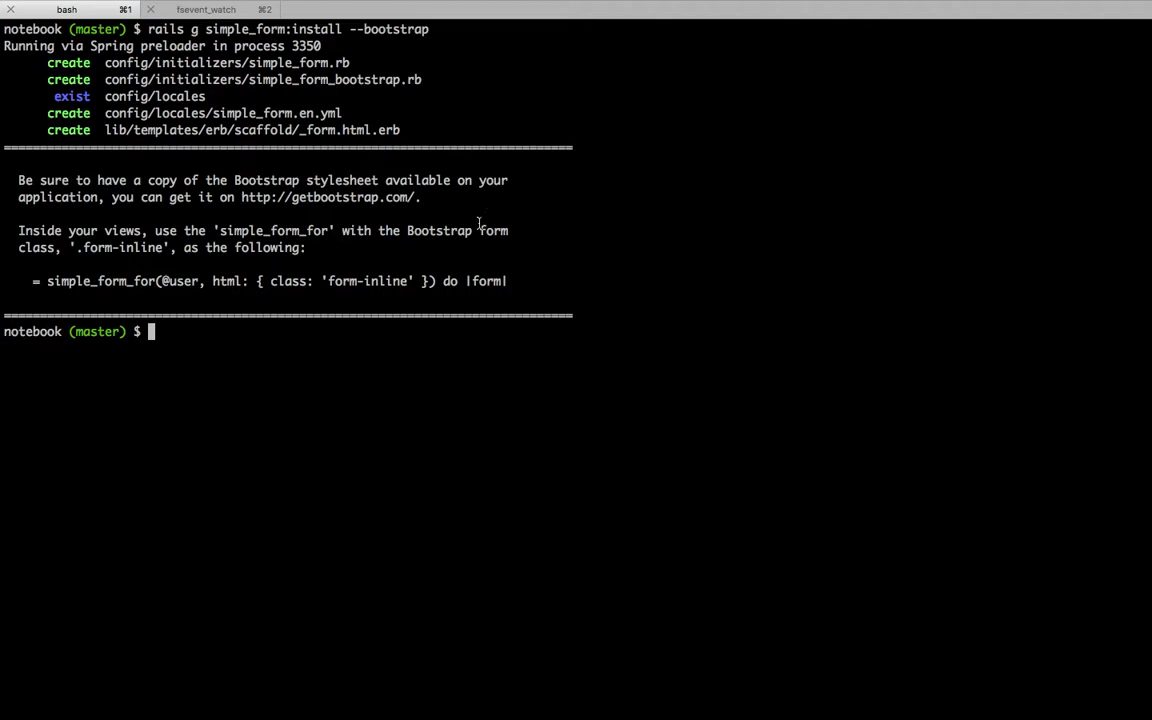 bash ⌘1 fsevent_watch ⌘2
notebook (master) $ rails g simple_form:install --bootstrap
Running via Spring preloader in process 3350
create config/initializers/simple_form.rb
create config/initializers/simple_form_bootstrap.rb
exist config/locales
create config/locales/simple_form.en.yml
create lib/templates/erb/scaffold/_form.html.erb
===============================================================================
Be sure to have a copy of the Bootstrap stylesheet available on your
application, you can get it on http://getbootstrap.com/.
Inside your views, use the 'simple_form_for' with the Bootstrap form
class, '.form-inline', as the following:
= simple_form_for(@user, html: { class: 'form-inline' }) do |form|
===============================================================================
notebook (master) $